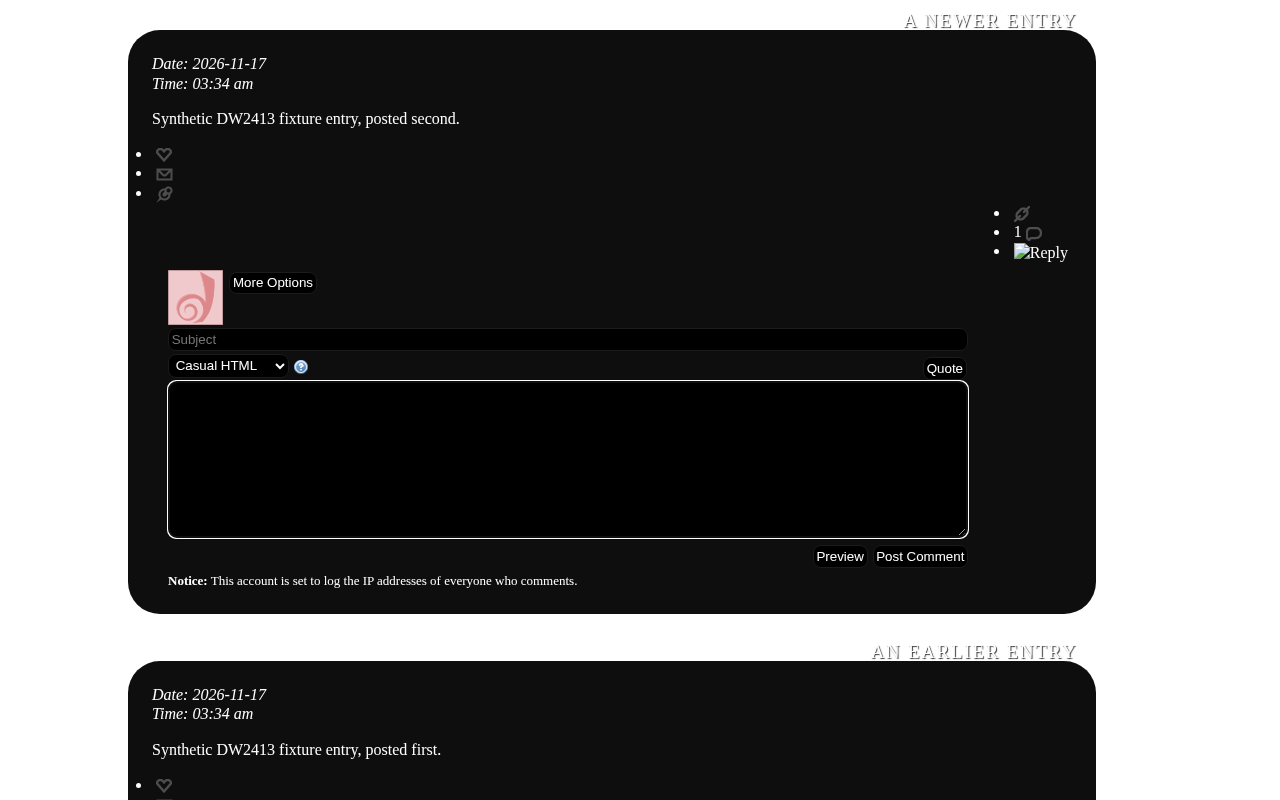 A NEWER ENTRY
Date: 2026-11-17
Time: 03:34 am
Synthetic DW2413 fixture entry, posted second.
1
Reply
More Options
Subject
Casual HTML
Quote
Preview Post Comment
Notice: This account is set to log the IP addresses of everyone who comments.
AN EARLIER ENTRY
Date: 2026-11-17
Time: 03:34 am
Synthetic DW2413 fixture entry, posted first.